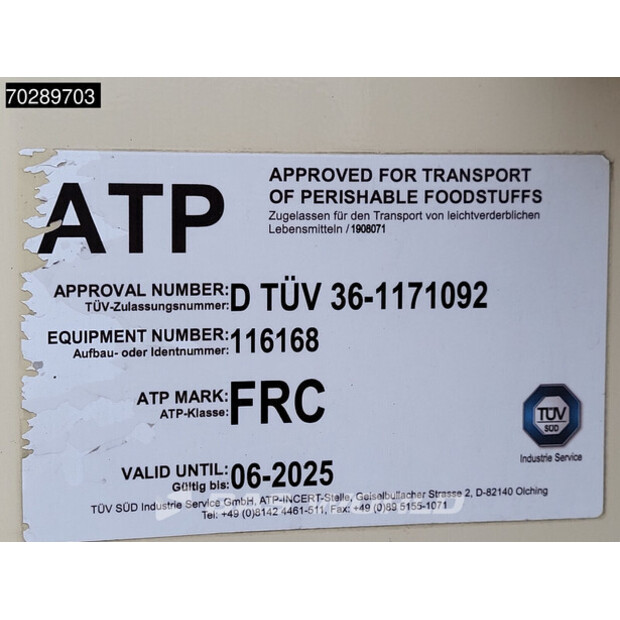 70289703
ATP
APPROVED FOR TRANSPORT
OF PERISHABLE FOODSTUFFS
Zugelassen für den Transport von leichtverderblichen
Lebensmitteln / 1908071
APPROVAL NUMBER: D TÜV 36-1171092
TÜV-Zulassungsnummer:
EQUIPMENT NUMBER: 116168
Aufbau- oder Identnummer:
ATP MARK: FRC
ATP-Klasse:
TÜV
SÜD
Industrie Service
VALID UNTIL: 06-2025
Gültig bis:
TÜV SÜD Industrie Service GmbH, ATP-INCERT-Stelle, Geiselbullacher Strasse 2, D-82140 Olching
Tel: +49 (0)8142 4461-511, Fax: +49 (0)89 5155-1071